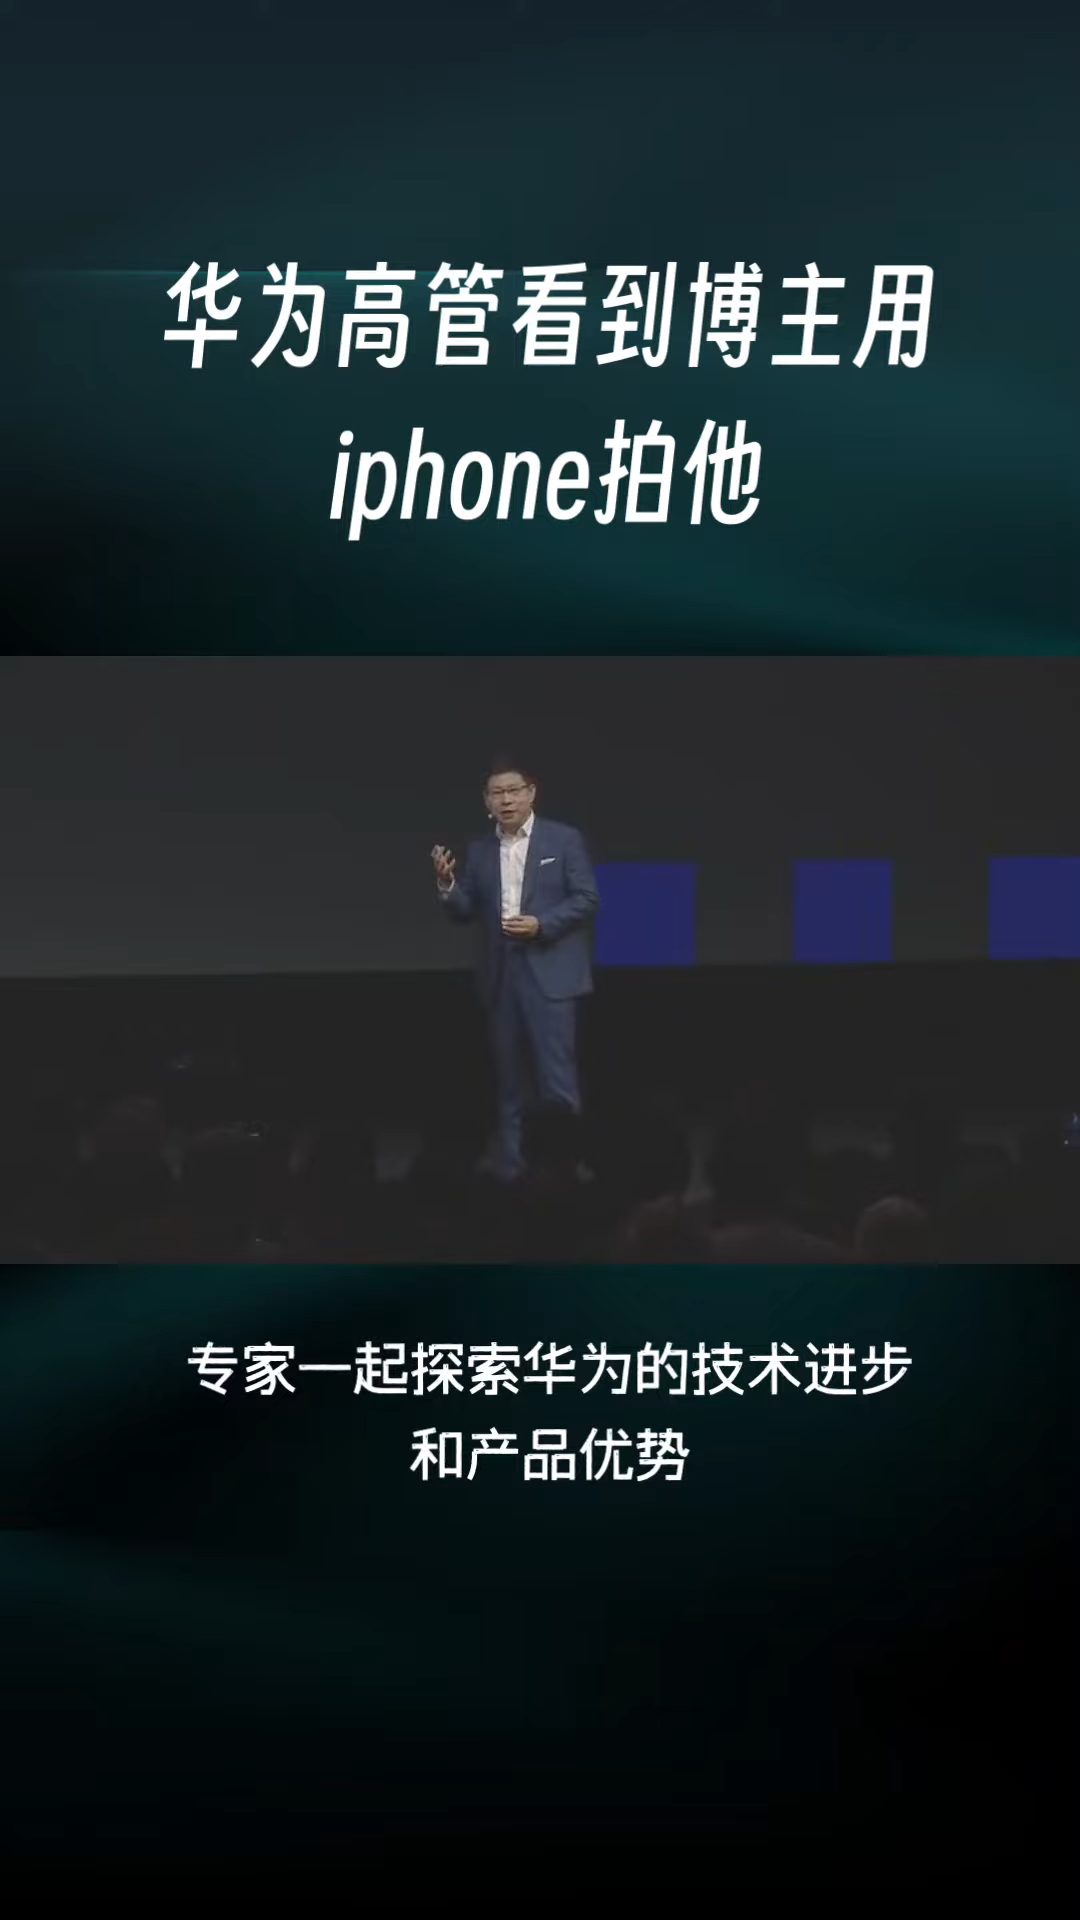 华为高管看到博主用
iphone拍他
专家一起探索华为的技术进步
和产品优势